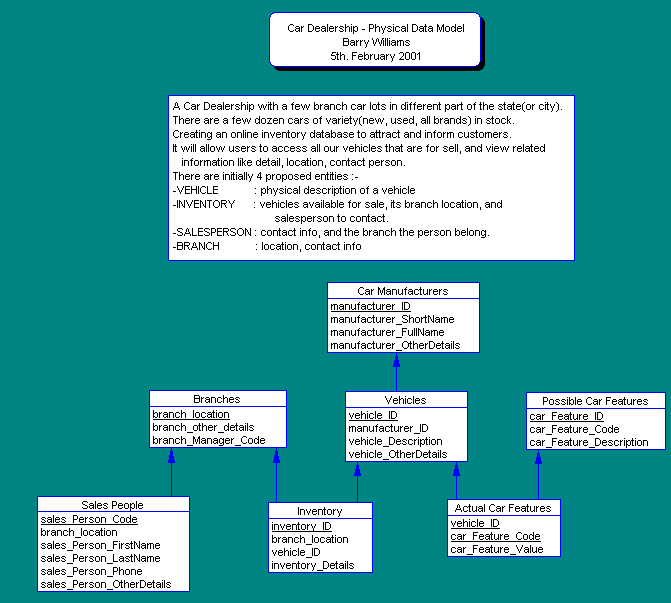 Car Dealership - Physical Data Model
Barry Williams
5th. February 2001
A Car Dealership with a few branch car lots in different part of the state(or city).
There are a few dozen cars of variety(new, used, all brands) in stock.
Creating an online inventory database to attract and inform customers.
It will allow users to access all our vehicles that are for sell, and view related
information like detail, location, contact person.
There are initially 4 proposed entities :-
-VEHICLE : physical description of a vehicle
-INVENTORY : vehicles available for sale, its branch location, and
salesperson to contact.
-SALESPERSON : contact info, and the branch the person belong.
-BRANCH : location, contact info
Car Manufacturers
manufacturer_ID
manufacturer_ShortName
manufacturer_FullName
manufacturer_OtherDetails
Branches
branch_location
branch_other_details
branch_Manager_Code
Vehicles
vehicle_ID
manufacturer_ID
vehicle_Description
vehicle_OtherDetails
Possible Car Features
car_Feature_ID
car_Feature_Code
car_Feature_Description
Sales People
sales_Person_Code
branch_location
sales_Person_FirstName
sales_Person_LastName
sales_Person_Phone
sales_Person_OtherDetails
Inventory
inventory_ID
branch_location
vehicle_ID
inventory_Details
Actual Car Features
vehicle_ID
car_Feature_Code
car_Feature_Value